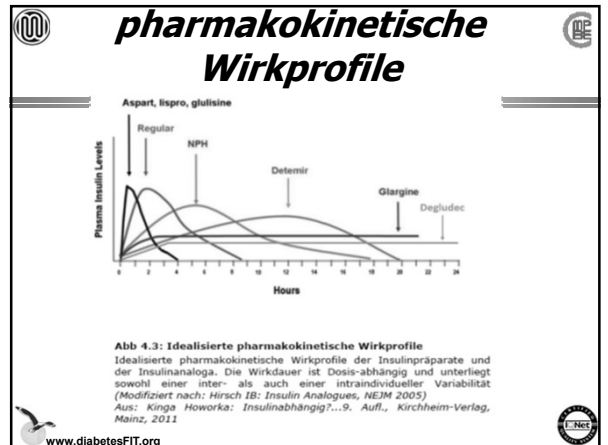 pharmakokinetische
Wirkprofile
Aspart, lispro, glulisine
Regular
NPH
Detemir
Glargine
Degludec
Plasma Insulin Levels
0 2 4 6 8 10 12 14 16 18 20 22 24
Hours
Abb 4.3: Idealisierte pharmakokinetische Wirkprofile
Idealisierte pharmakokinetische Wirkprofile der Insulinpräparate und
der Insulinanaloga. Die Wirkdauer ist Dosis-abhängig und unterliegt
sowohl einer inter- als auch einer intraindividueller Variabilität
(Modifiziert nach: Hirsch IB: Insulin Analogues, NEJM 2005)
Aus: Kinga Howorka: Insulinabhängig?...9. Aufl., Kirchheim-Verlag,
Mainz, 2011
www.diabetesFIT.org